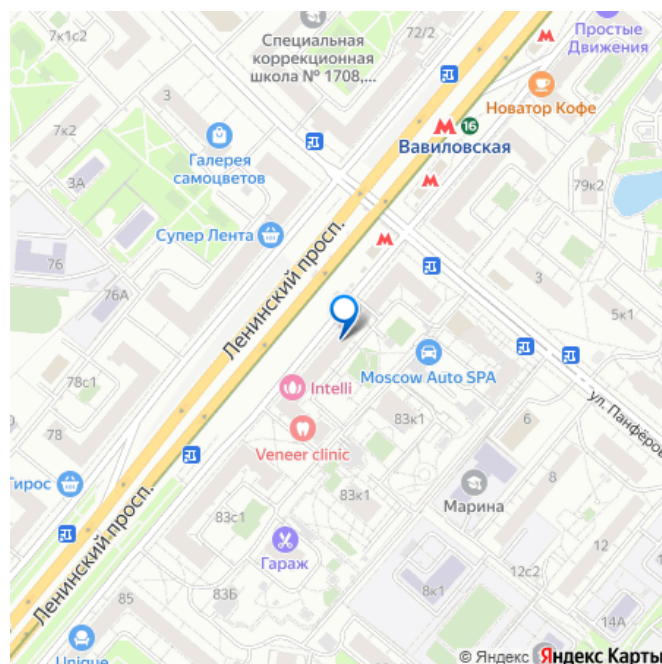 7к1с2
72/2
Простые
Движения
Специальная
коррекционная
школа № 1708,...
3
Новатор Кофе
7к2
16
Вавиловская
Галерея
самоцветов
3А
79к2
Супер Лента
Ленинский просп.
76
76А
3
5к1
78с1
Moscow Auto SPA
Intelli
ул. Панфёров
83к1
6
78
Veneer clinic
Гирос
83к1
Марина
8
Ленинский просп.
83с1
Гараж
12
12с2
85
83Б
8к1
14А
Unique
© Яндекс Яндекс Карты